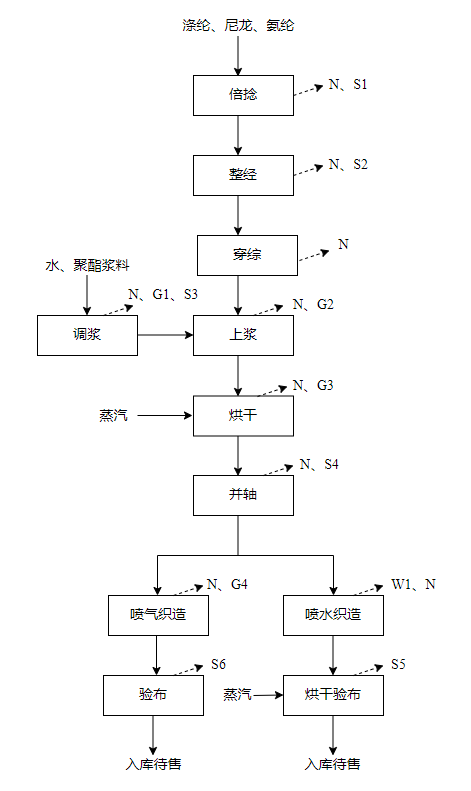 涤纶、尼龙、氨纶
倍捻
N、S1
整经
N、S2
穿综
N
水、聚酯浆料
N、G1、S3
调浆
上浆
N、G2
N、G3
蒸汽
烘干
N、S4
并轴
N、G4
W1、N
喷气织造
喷水织造
S6
S5
验布
蒸汽
烘干验布
入库待售
入库待售